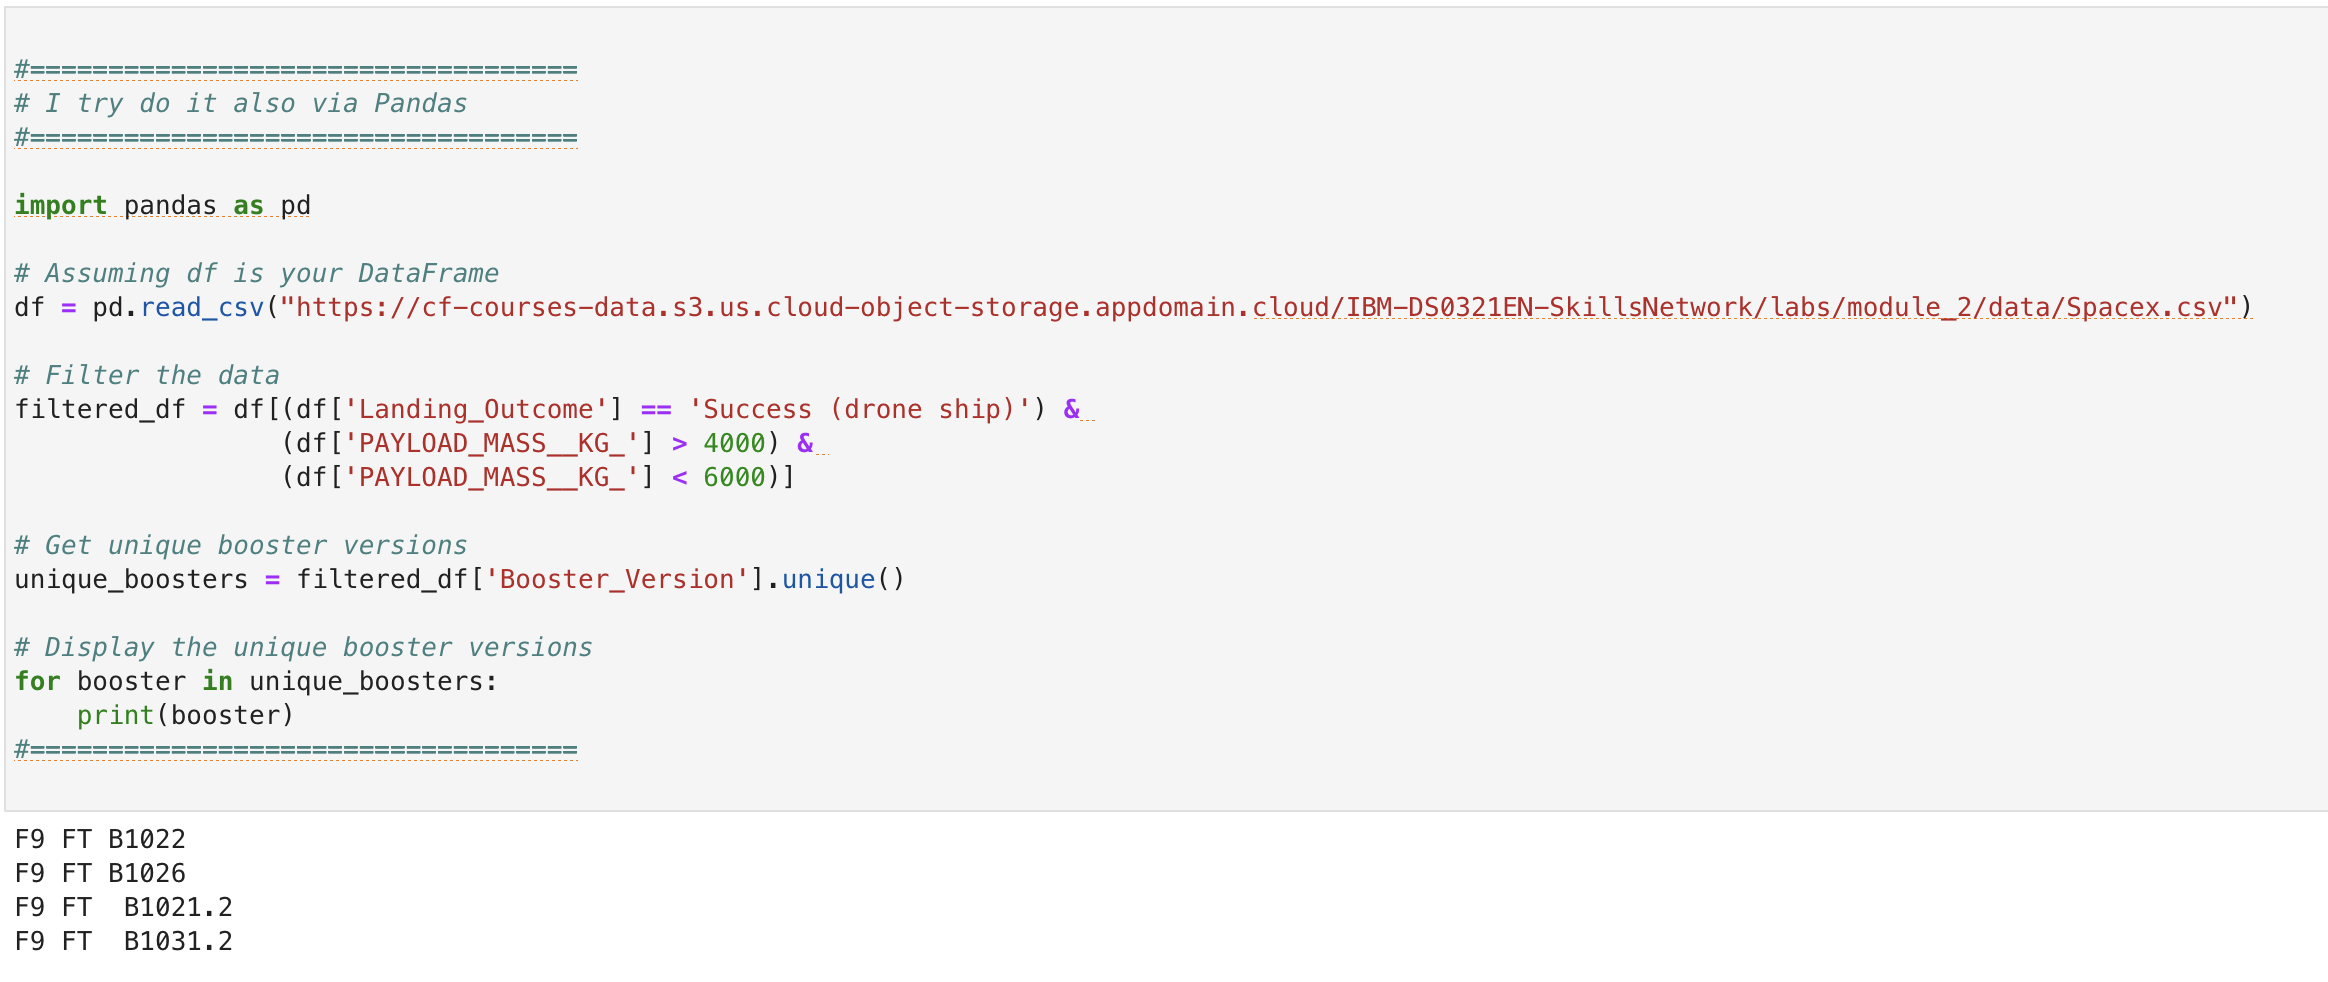 #===================================
# I try do it also via Pandas
#===================================
import pandas as pd
# Assuming df is your DataFrame
df = pd.read_csv("https://cf-courses-data.s3.us.cloud-object-storage.appdomain.cloud/IBM-DS0321EN-SkillsNetwork/labs/module_2/data/Spacex.csv")
# Filter the data
filtered_df = df[(df['Landing_Outcome'] == 'Success (drone ship)') &
                 (df['PAYLOAD_MASS__KG_'] > 4000) &
                 (df['PAYLOAD_MASS__KG_'] < 6000)]
# Get unique booster versions
unique_boosters = filtered_df['Booster_Version'].unique()
# Display the unique booster versions
for booster in unique_boosters:
    print(booster)
#===================================
F9 FT B1022
F9 FT B1026
F9 FT  B1021.2
F9 FT  B1031.2